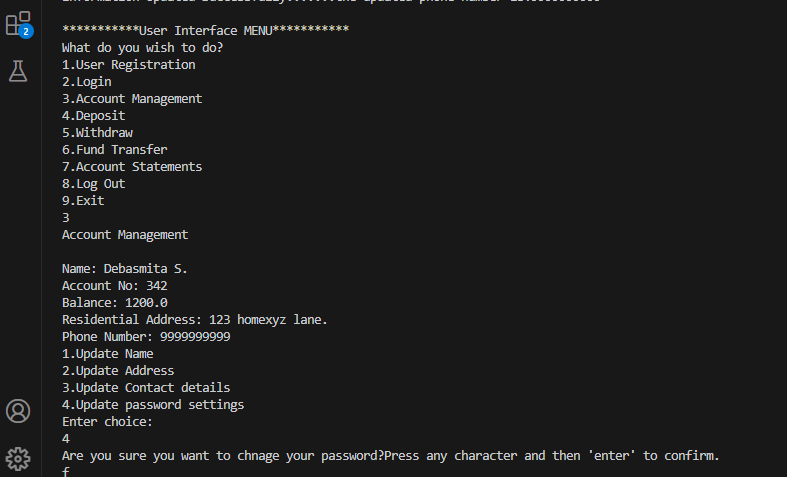 ***********User Interface MENU***********
What do you wish to do?
1.User Registration
2.Login
3.Account Management
4.Deposit
5.Withdraw
6.Fund Transfer
7.Account Statements
8.Log Out
9.Exit
3
Account Management
Name: Debasmita S.
Account No: 342
Balance: 1200.0
Residential Address: 123 homexyz lane.
Phone Number: 9999999999
1.Update Name
2.Update Address
3.Update Contact details
4.Update password settings
Enter choice:
4
Are you sure you want to chnage your password?Press any character and then 'enter' to confirm.
f
2